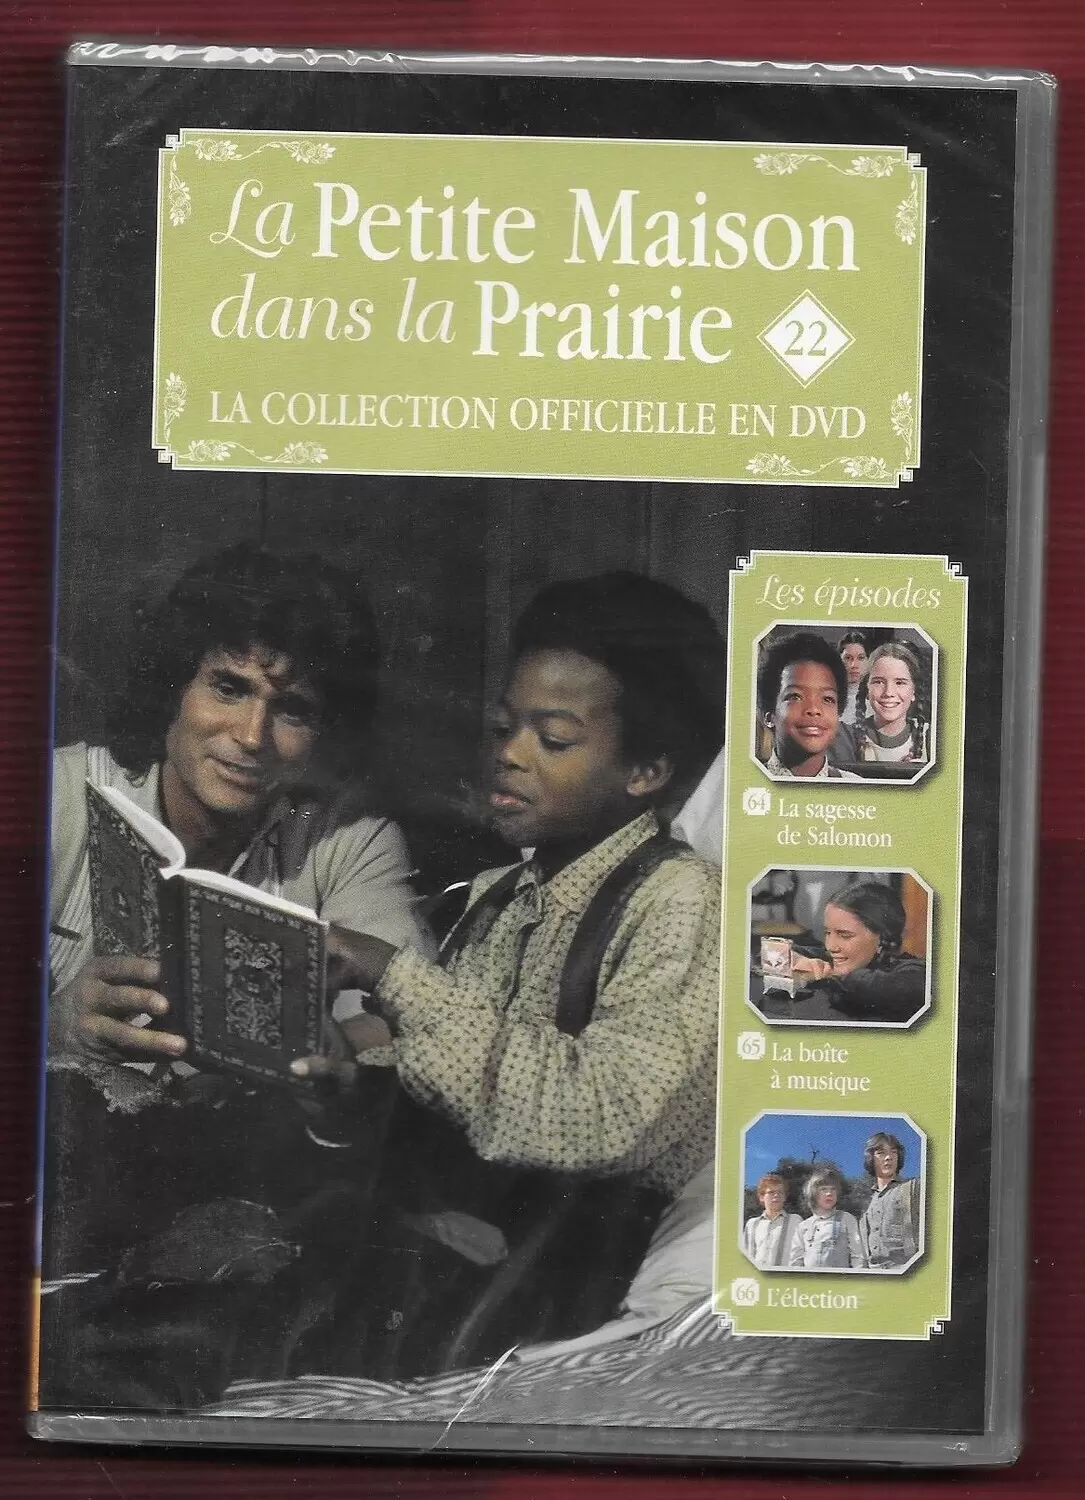 La Petite Maison
dans la Prairie 22
LA COLLECTION OFFICIELLE EN DVD
Les épisodes
64 La sagesse
de Salomon
65 La boîte
à musique
66 L'élection